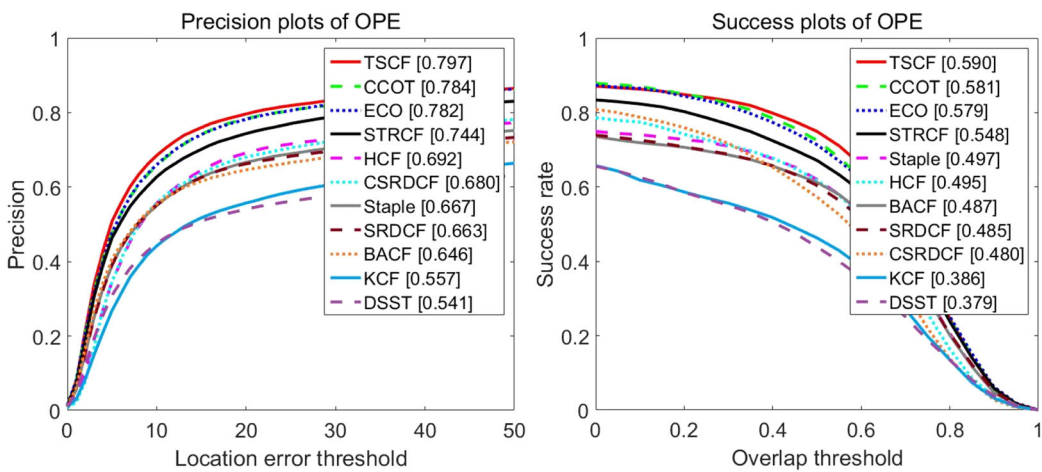 Precision plots of OPE
1
0.8
0.6
0.4
0.2
0
Precision
0 10 20 30 40 50
Location error threshold
TSCF [0.797]
CCOT [0.784]
ECO [0.782]
STRCF [0.744]
HCF [0.692]
CSRDCF [0.680]
Staple [0.667]
SRDCF [0.663]
BACF [0.646]
KCF [0.557]
DSST [0.541]
Success plots of OPE
1
0.8
0.6
0.4
0.2
0
Success rate
0 0.2 0.4 0.6 0.8 1
Overlap threshold
TSCF [0.590]
CCOT [0.581]
ECO [0.579]
STRCF [0.548]
Staple [0.497]
HCF [0.495]
BACF [0.487]
SRDCF [0.485]
CSRDCF [0.480]
KCF [0.386]
DSST [0.379]